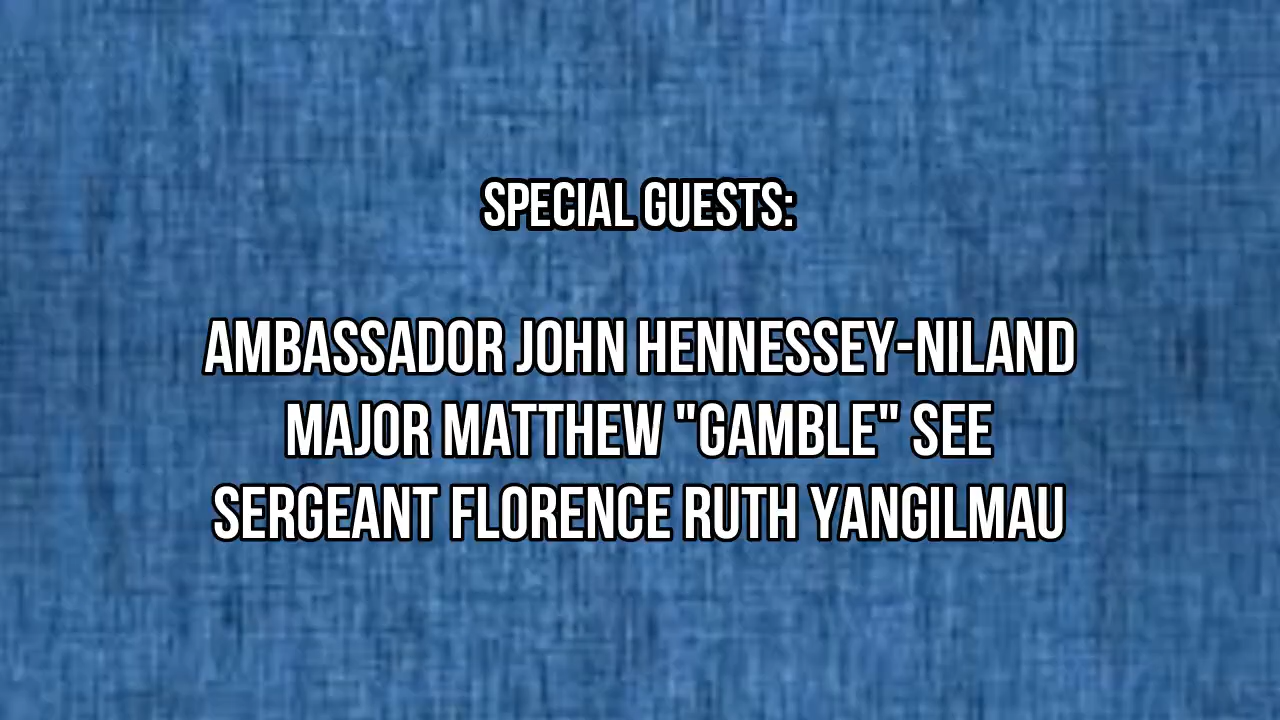 SPECIAL GUESTS:
AMBASSADOR JOHN HENNESSEY-NILAND
MAJOR MATTHEW "GAMBLE" SEE
SERGEANT FLORENCE RUTH YANGILMAU